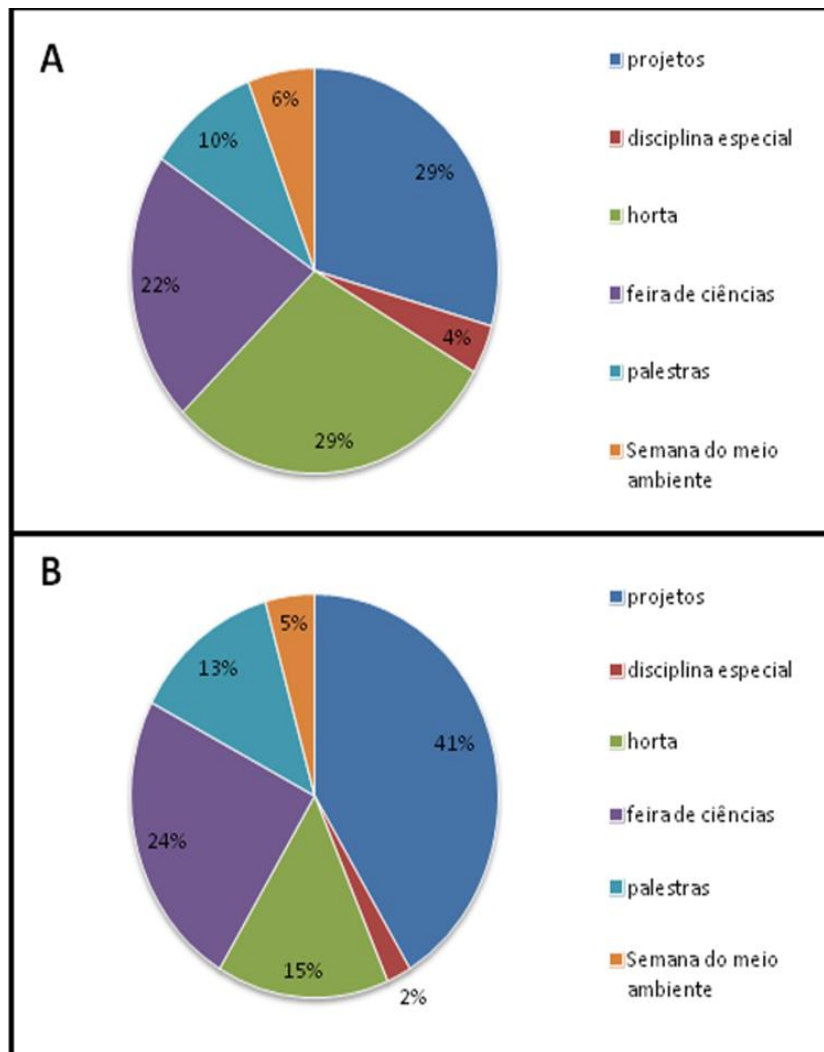 A
projetos
disciplina especial
horta
feira de ciências
palestras
Semana do meio
ambiente
6%
29%
10%
22%
4%
29%
B
projetos
disciplina especial
horta
feira de ciências
palestras
Semana do meio
ambiente
5%
13%
41%
24%
15%
2%